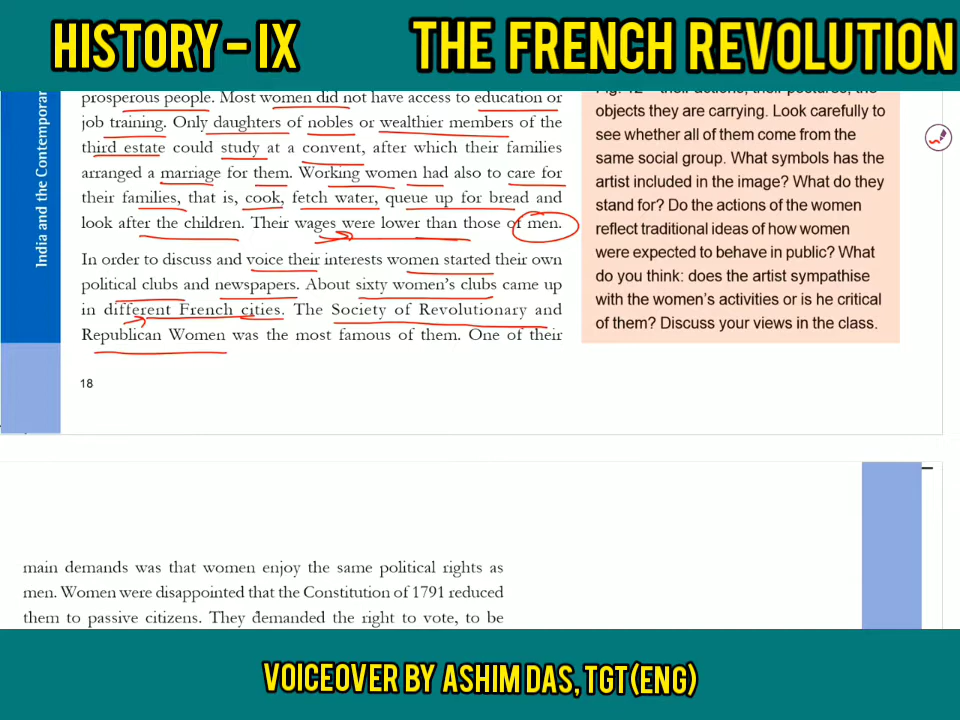 HISTORY – IX
THE FRENCH REVOLUTION
India and the Contemporar
prosperous people. Most women did not have access to education or
job training. Only daughters of nobles or wealthier members of the
third estate could study at a convent, after which their families
arranged a marriage for them. Working women had also to care for
their families, that is, cook, fetch water, queue up for bread and
look after the children. Their wages were lower than those of men.
In order to discuss and voice their interests women started their own
political clubs and newspapers. About sixty women's clubs came up
in different French cities. The Society of Revolutionary and
Republican Women was the most famous of them. One of their
18
their actions, their postures, the
objects they are carrying. Look carefully to
see whether all of them come from the
same social group. What symbols has the
artist included in the image? What do they
stand for? Do the actions of the women
reflect traditional ideas of how women
were expected to behave in public? What
do you think: does the artist sympathise
with the women's activities or is he critical
of them? Discuss your views in the class.
main demands was that women enjoy the same political rights as
men. Women were disappointed that the Constitution of 1791 reduced
them to passive citizens. They demanded the right to vote, to be
VOICEOVER BY ASHIM DAS, TGT(ENG)